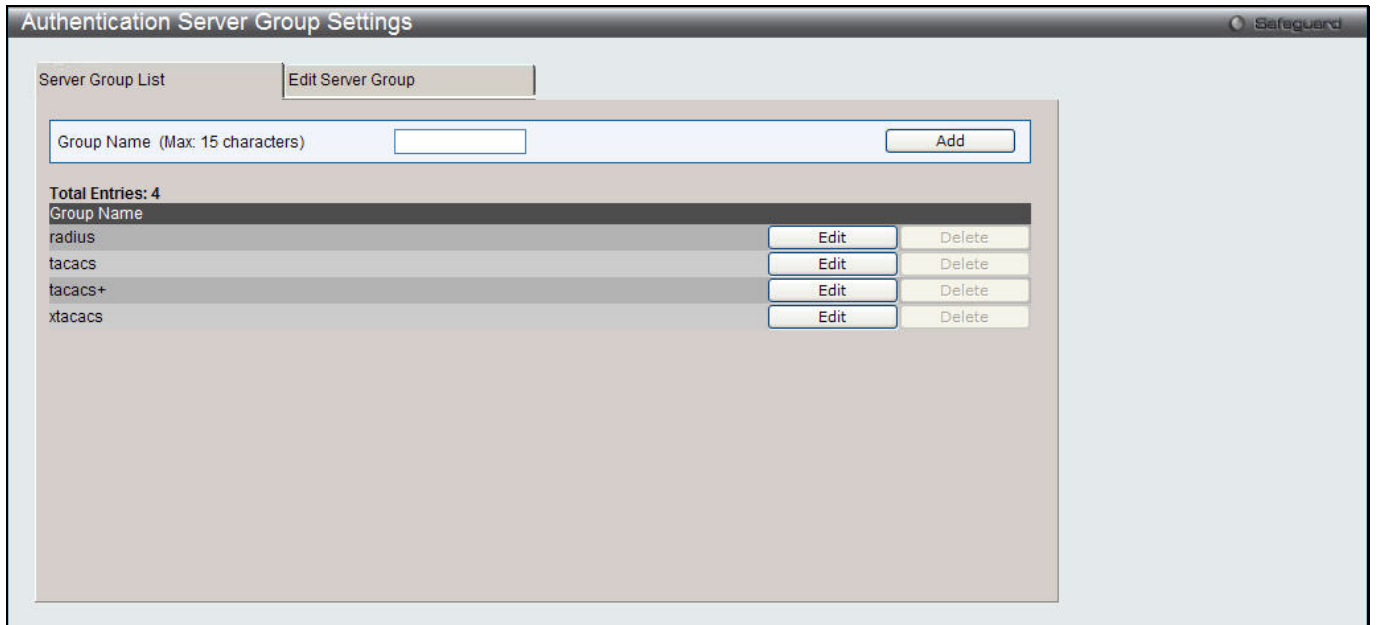 Authentication Server Group Settings
Safeguard
Server Group List
Edit Server Group
Group Name (Max: 15 characters)
Add
Total Entries: 4
Group Name
radius
Edit
Delete
tacacs
Edit
Delete
tacacs+
Edit
Delete
xtacacs
Edit
Delete